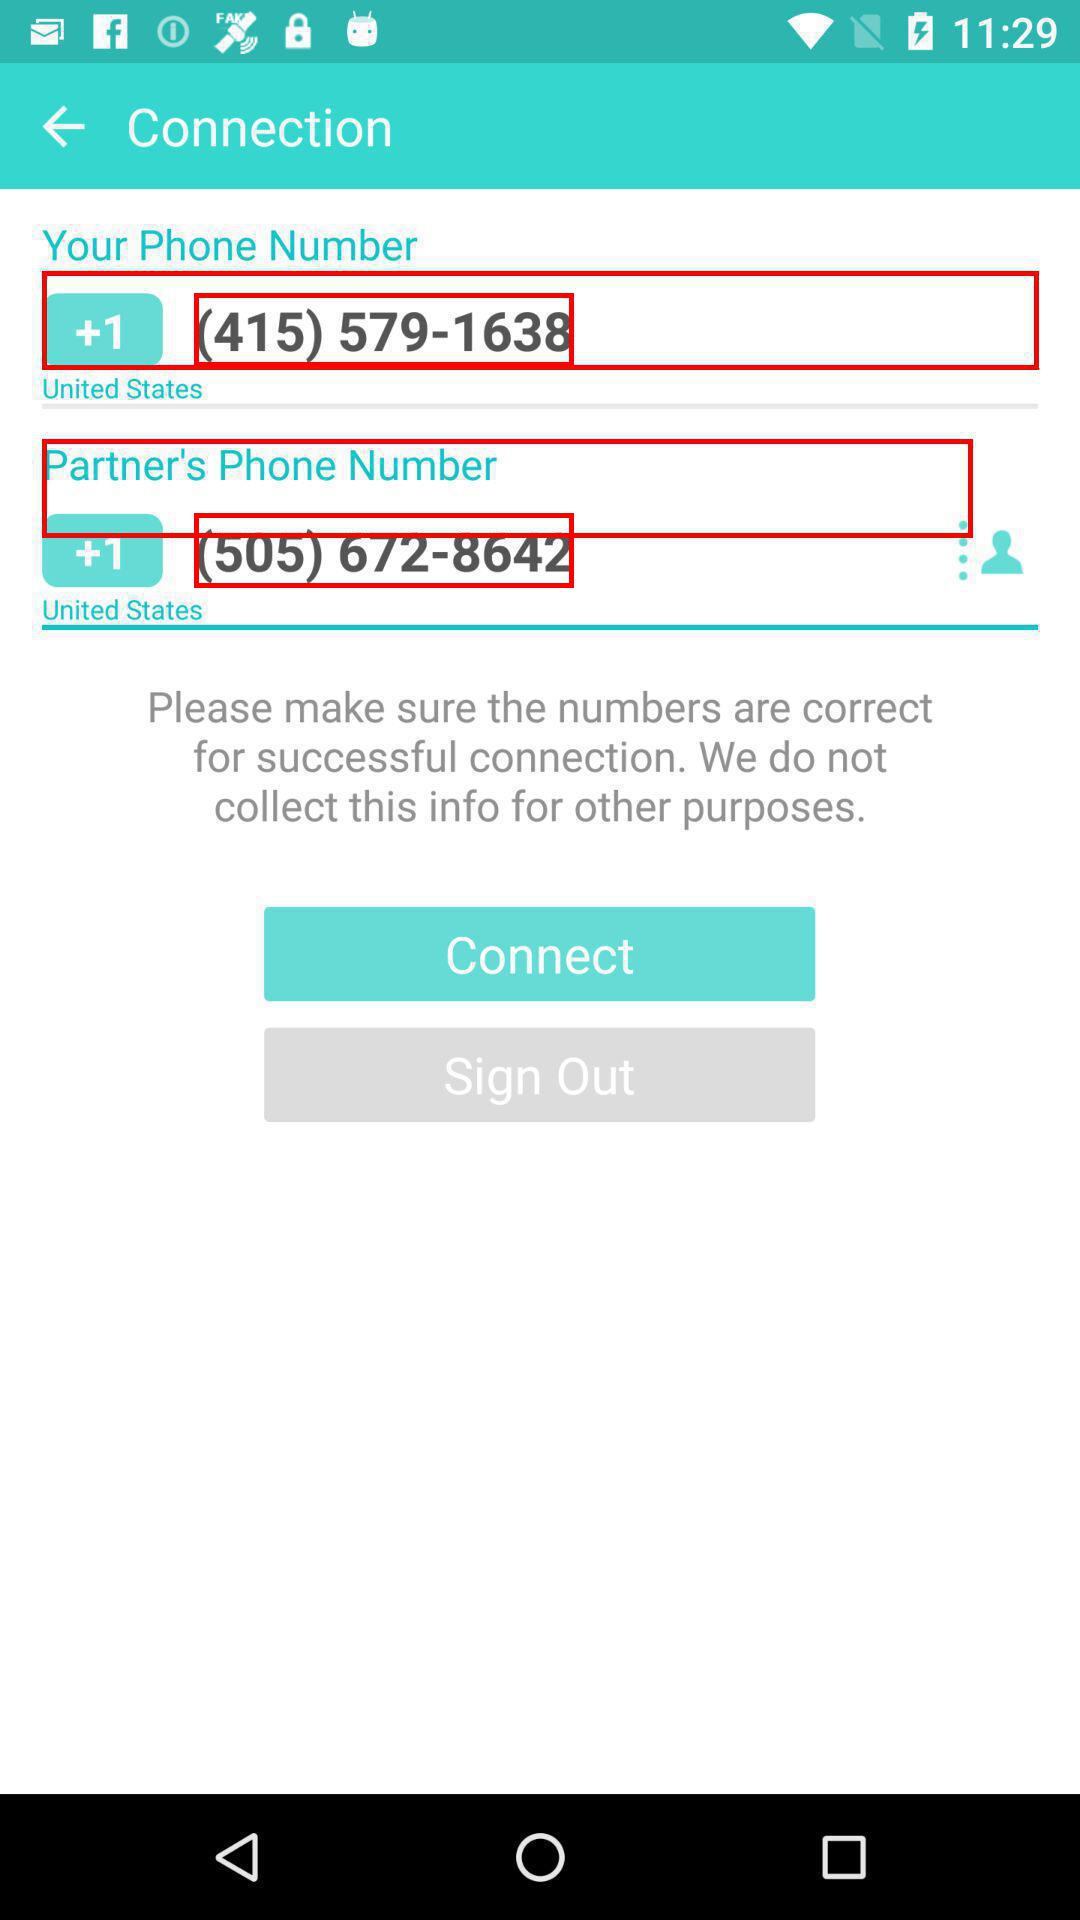 FAKE
11:29
Connection
Your Phone Number
+1 (415) 579-1638
United States
Partner's Phone Number
+1 (505) 672-8642
United States
Please make sure the numbers are correct
for successful connection. We do not
collect this info for other purposes.
Connect
Sign Out